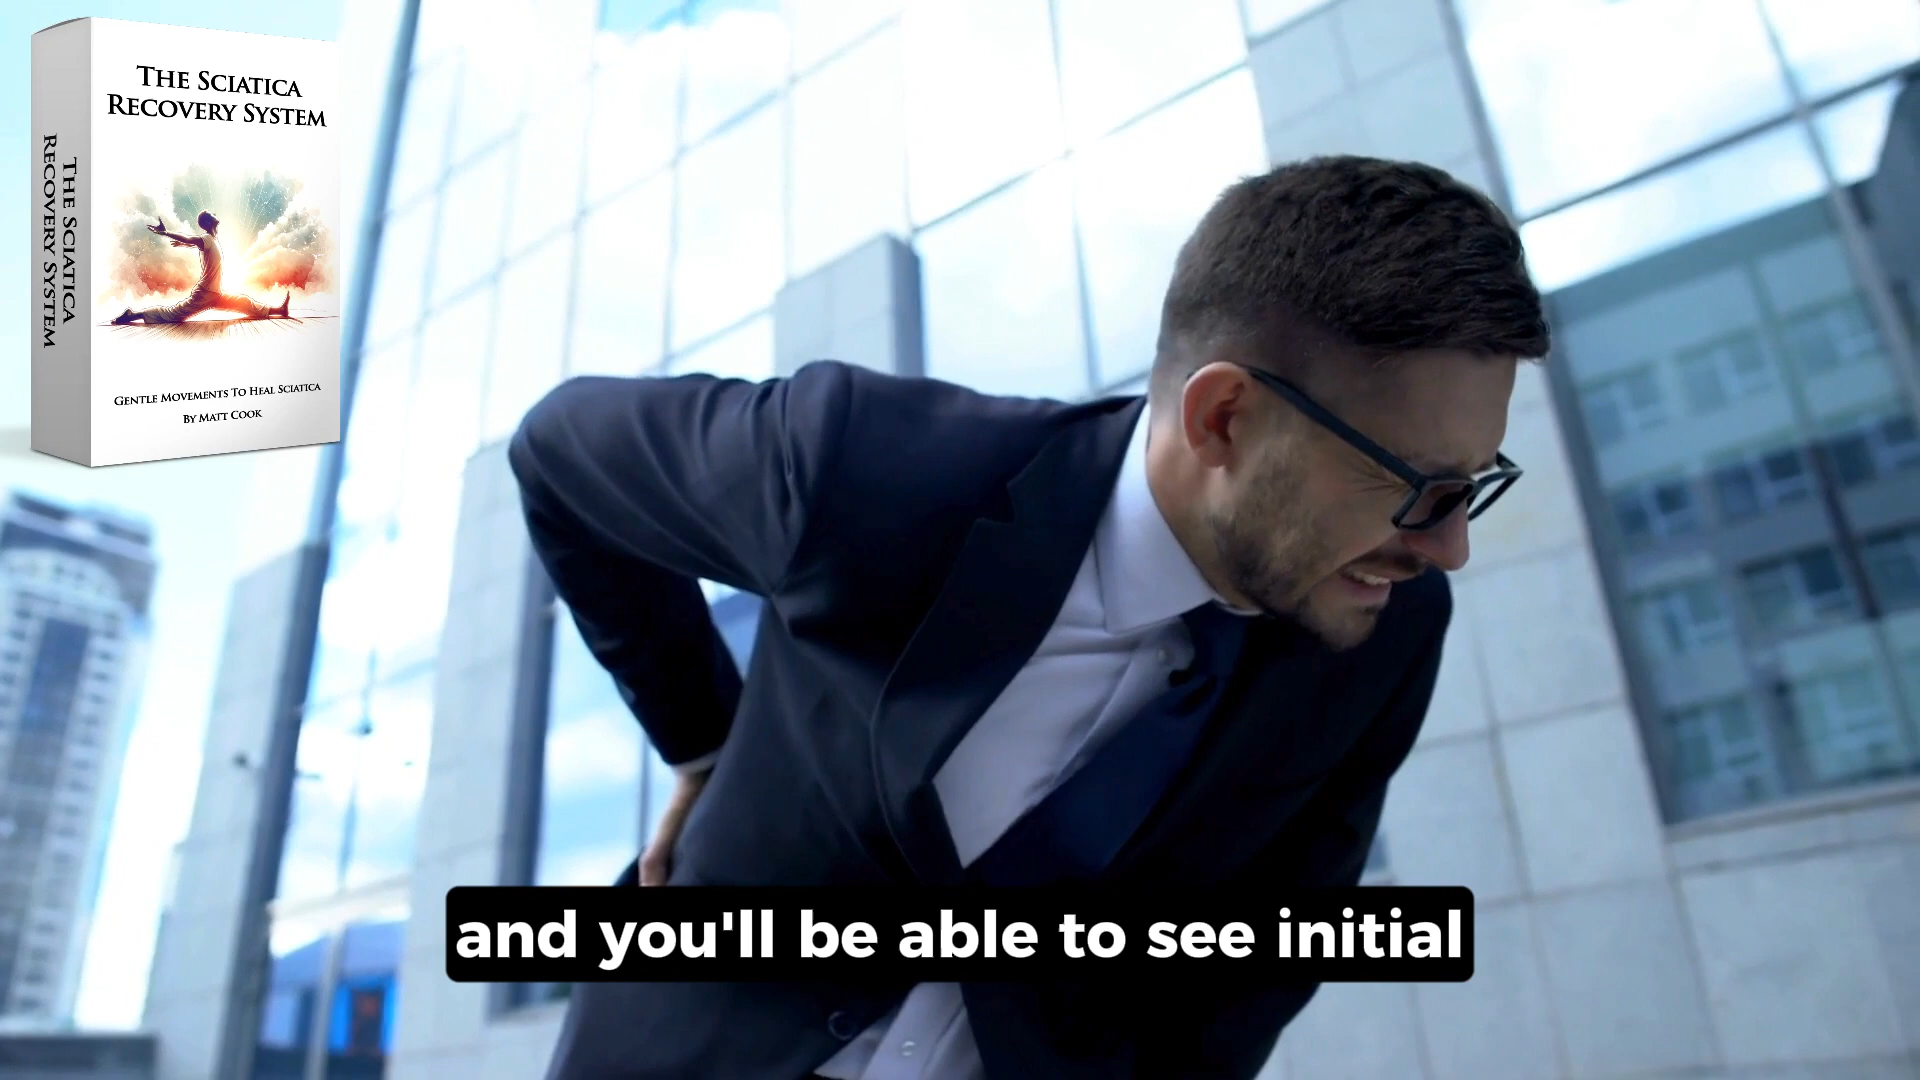 The Sciatica
Recovery System
The Sciatica
Recovery System
Gentle Movements To Heal Sciatica
By Matt Cook
and you'll be able to see initial